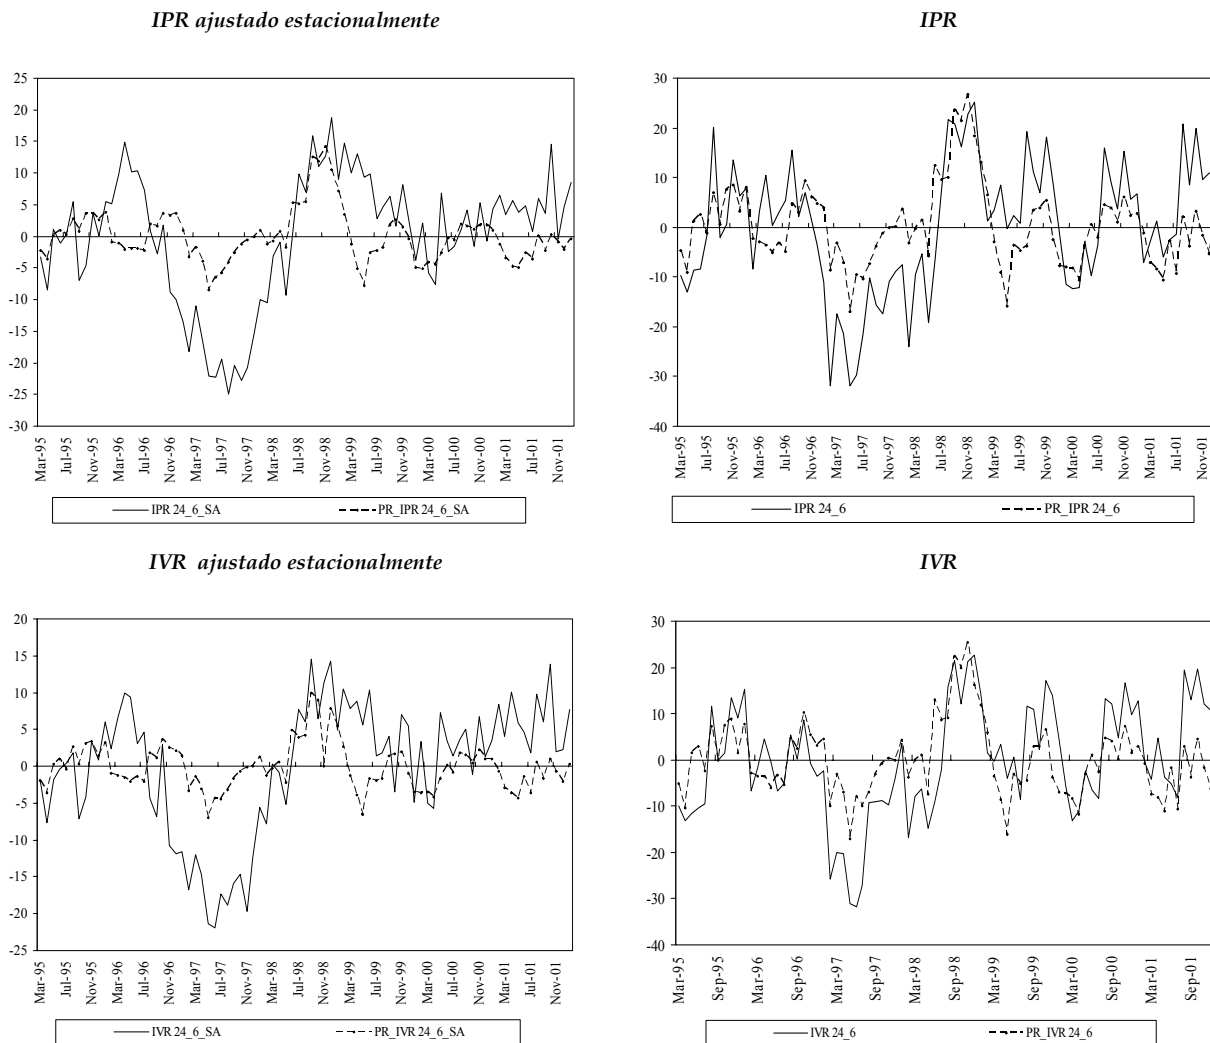 IPR ajustado estacionalmente
25
20
15
10
5
0
-5
-10
-15
-20
-25
-30
Mar-95
Jul-95
Nov-95
Mar-96
Jul-96
Nov-96
Mar-97
Jul-97
Nov-97
Mar-98
Jul-98
Nov-98
Mar-99
Jul-99
Nov-99
Mar-00
Jul-00
Nov-00
Mar-01
Jul-01
Nov-01
IPR 24_6_SA
PR_IPR 24_6_SA
IPR
30
20
10
0
-10
-20
-30
-40
Mar-95
Jul-95
Nov-95
Mar-96
Jul-96
Nov-96
Mar-97
Jul-97
Nov-97
Mar-98
Jul-98
Nov-98
Mar-99
Jul-99
Nov-99
Mar-00
Jul-00
Nov-00
Mar-01
Jul-01
Nov-01
IPR 24_6
PR_IPR 24_6
IVR ajustado estacionalmente
20
15
10
5
0
-5
-10
-15
-20
-25
Mar-95
Jul-95
Nov-95
Mar-96
Jul-96
Nov-96
Mar-97
Jul-97
Nov-97
Mar-98
Jul-98
Nov-98
Mar-99
Jul-99
Nov-99
Mar-00
Jul-00
Nov-00
Mar-01
Jul-01
Nov-01
IVR 24_6_SA
PR_IVR 24_6_SA
IVR
30
20
10
0
-10
-20
-30
-40
Mar-95
Sep-95
Mar-96
Sep-96
Mar-97
Sep-97
Mar-98
Sep-98
Mar-99
Sep-99
Mar-00
Sep-00
Mar-01
Sep-01
IVR 24_6
PR_IVR 24_6